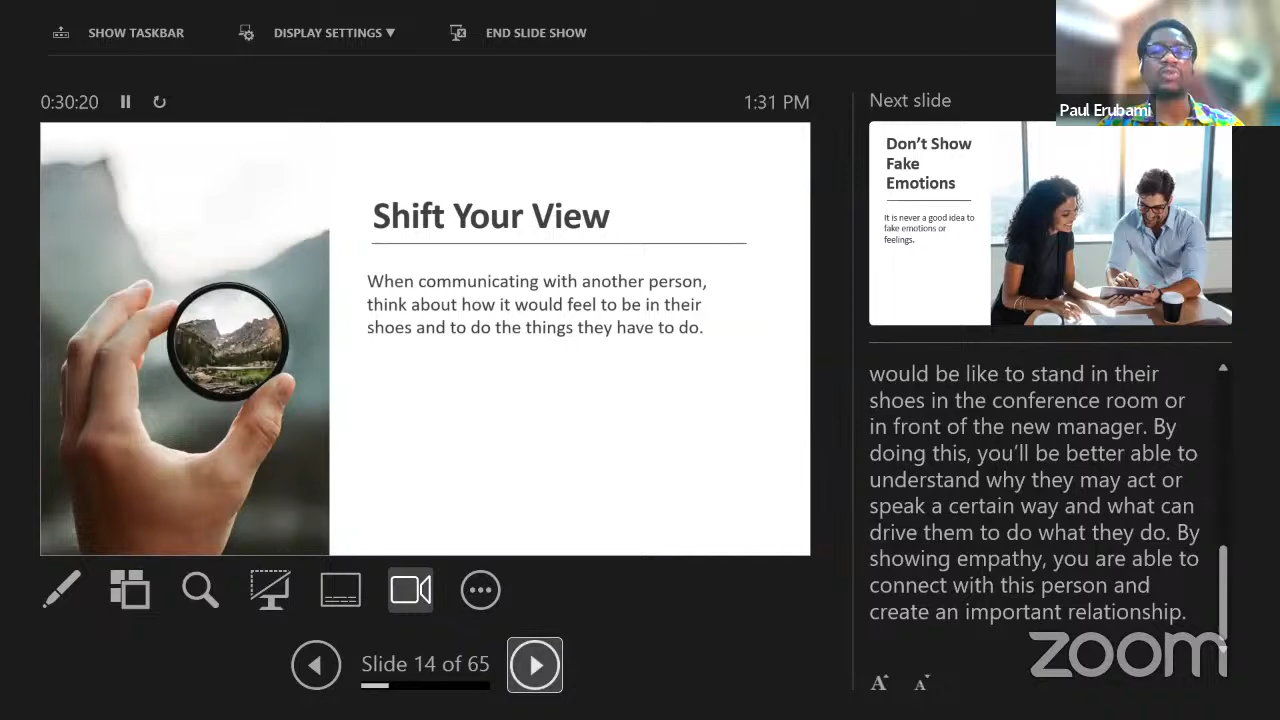 SHOW TASKBAR
DISPLAY SETTINGS ▼
END SLIDE SHOW
Paul Erubami
0:30:20
1:31 PM
Next slide
Shift Your View
When communicating with another person,
think about how it would feel to be in their
shoes and to do the things they have to do.
Don’t Show
Fake
Emotions
It is never a good idea to
fake emotions or
feelings.
would be like to stand in their
shoes in the conference room or
in front of the new manager. By
doing this, you’ll be better able to
understand why they may act or
speak a certain way and what can
drive them to do what they do. By
showing empathy, you are able to
connect with this person and
create an important relationship.
Slide 14 of 65
A A
zoom